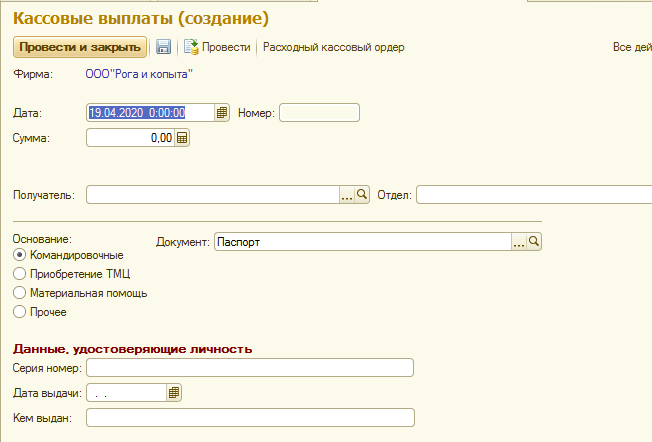 Кассовые выплаты (создание)
Провести и закрыть Провести Расходный кассовый ордер Все дей
Фирма: ООО"Рога и копыта"
Дата: 19.04.2020 0:00:00 Номер:
Сумма: 0,00
Получатель: ... Отдел:
Основание: Документ: Паспорт ...
Командировочные
Приобретение ТМЦ
Материальная помощь
Прочее
Данные, удостоверяющие личность
Серия номер:
Дата выдачи: . .
Кем выдан: